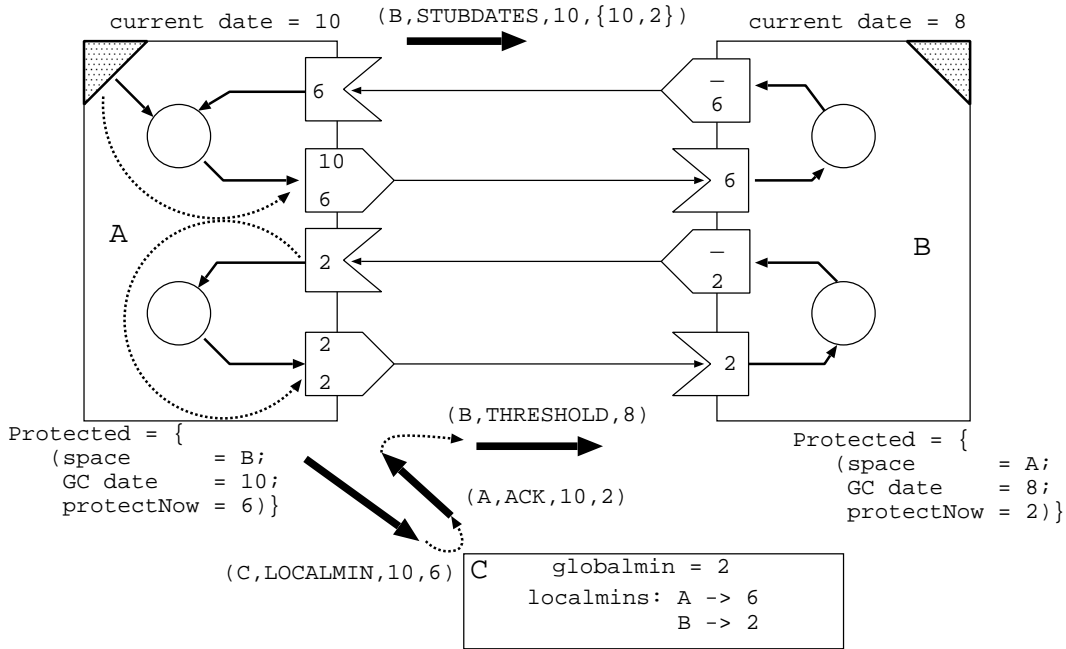 current date = 10
(B,STUBDATES,10,{10,2})
current date = 8
6
–
6
10
6
6
A
B
2
–
2
2
2
2
(B,THRESHOLD,8)
Protected = {
(space = B;
GC date = 10;
protectNow = 6)}
Protected = {
(space = A;
GC date = 8;
protectNow = 2)}
(A,ACK,10,2)
(C,LOCALMIN,10,6)
C
globalmin = 2
localmins: A -> 6
B -> 2